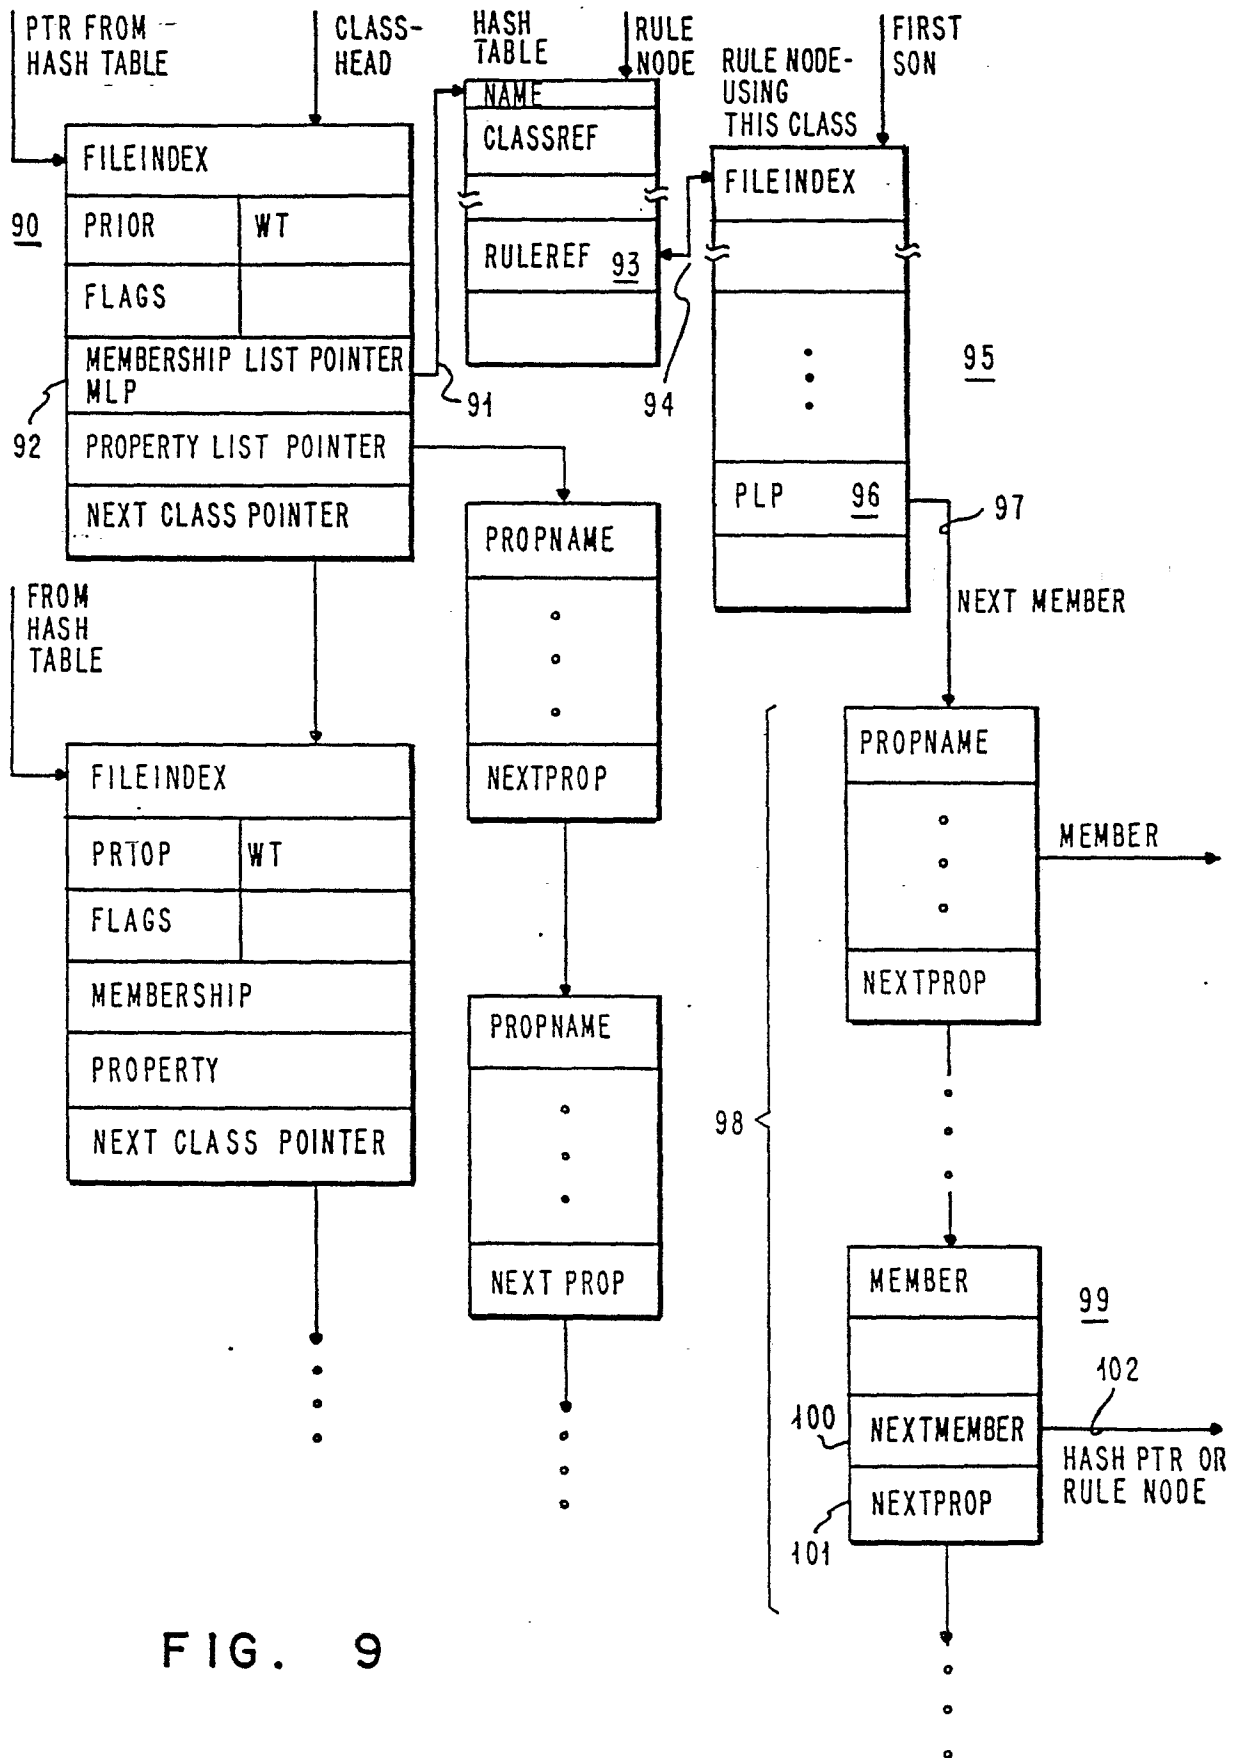 PTR FROM
HASH TABLE
CLASS-
HEAD
HASH
TABLE
RULE
NODE
RULE NODE-
USING
THIS CLASS
FIRST
SON
FILEINDEX
90
PRIOR
WT
FLAGS
MEMBERSHIP LIST POINTER
MLP
92
PROPERTY LIST POINTER
NEXT CLASS POINTER
NAME
CLASSREF
RULEREF 93
91
94
FILEINDEX
95
PLP 96
97
NEXT MEMBER
PROPNAME
NEXTPROP
FROM
HASH
TABLE
FILEINDEX
PRTOP
WT
FLAGS
MEMBERSHIP
PROPERTY
NEXT CLASS POINTER
PROPNAME
NEXT PROP
98
PROPNAME
MEMBER
NEXTPROP
MEMBER
99
102
100
NEXTMEMBER
HASH PTR OR
RULE NODE
NEXTPROP
101
FIG. 9